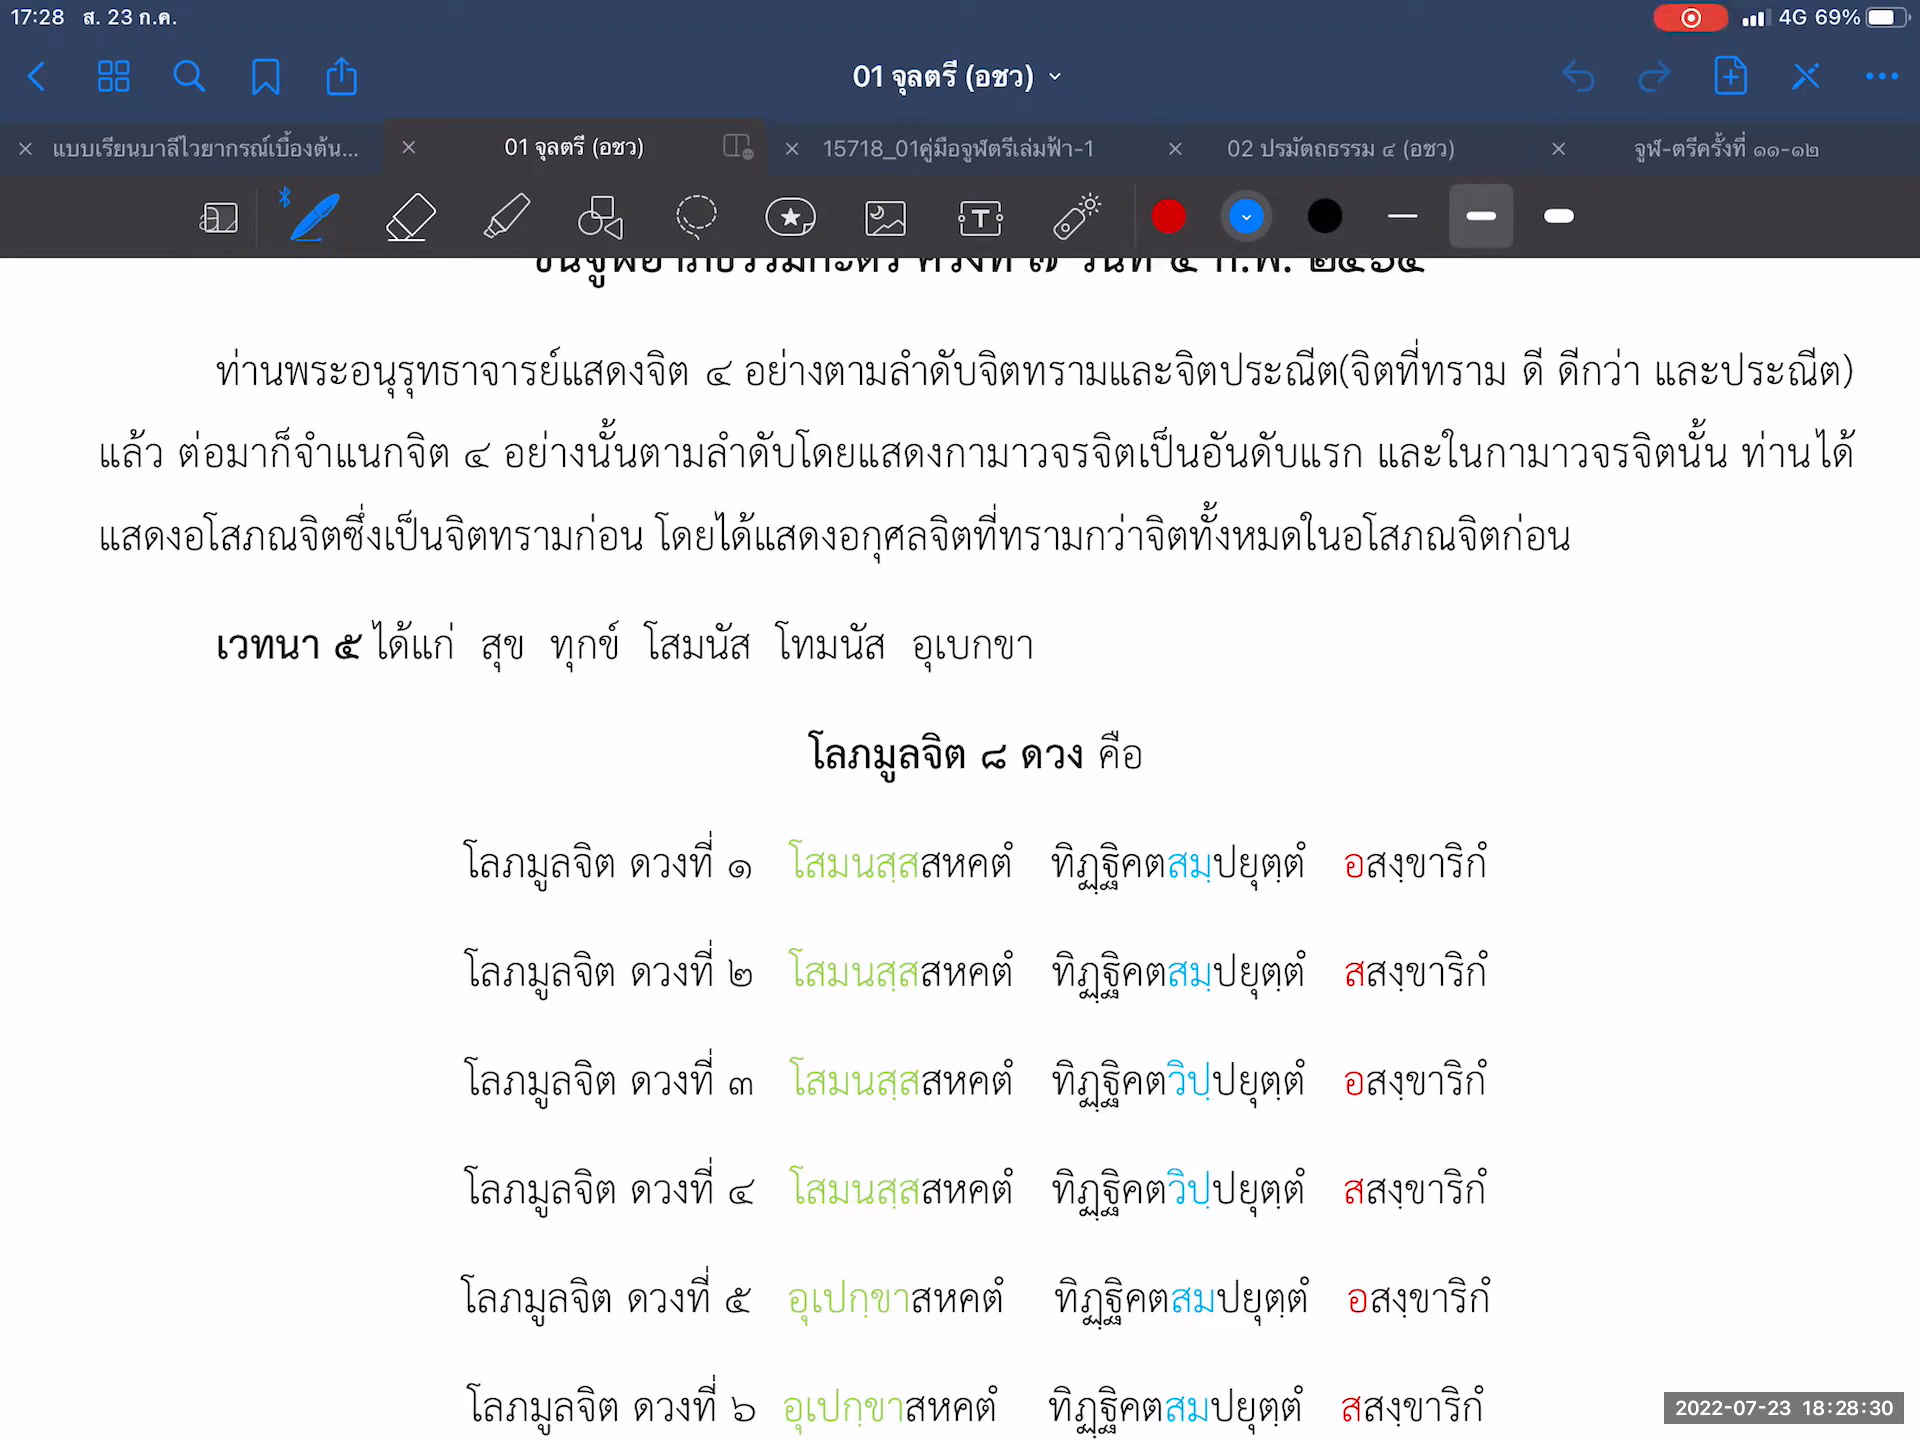 17:28 ส. 23 ก.ค.
4G 69%
01 จุลตรี (อชว)
แบบเรียนบาลีไวยากรณ์เบื้องต้น...
01 จุลตรี (อชว)
15718_01คู่มือจูฬตรีเล่มฟ้า-1
02 ปรมัตถธรรม ๔ (อชว)
จูฬ-ตรีครั้งที่ ๑๑-๑๒
ครั้งที่ ๗ วันที่ ๕ ก.พ. ๒๕๖๕
ท่านพระอนุรุทธาจารย์แสดงจิต ๔ อย่างตามลำดับจิตทรามและจิตประณีต(จิตที่ทราม ดี ดีกว่า และประณีต)
แล้ว ต่อมาก็จำแนกจิต ๔ อย่างนั้นตามลำดับโดยแสดงกามาวจรจิตเป็นอันดับแรก และในกามาวจรจิตนั้น ท่านได้
แสดงอโสภณจิตซึ่งเป็นจิตทรามก่อน โดยได้แสดงอกุศลจิตที่ทรามกว่าจิตทั้งหมดในอโสภณจิตก่อน
เวทนา ๕ ได้แก่ สุข ทุกข์ โสมนัส โทมนัส อุเบกขา
โลภมูลจิต ๘ ดวง คือ
โลภมูลจิต ดวงที่ ๑ โสมนสฺสสหคตํ ทิฏฺฐิคตสมฺปยุตฺตํ อสงฺขาริกํ
โลภมูลจิต ดวงที่ ๒ โสมนสฺสสหคตํ ทิฏฺฐิคตสมฺปยุตฺตํ สสงฺขาริกํ
โลภมูลจิต ดวงที่ ๓ โสมนสฺสสหคตํ ทิฏฺฐิคตวิปฺปยุตฺตํ อสงฺขาริกํ
โลภมูลจิต ดวงที่ ๔ โสมนสฺสสหคตํ ทิฏฺฐิคตวิปฺปยุตฺตํ สสงฺขาริกํ
โลภมูลจิต ดวงที่ ๕ อุเปกฺขาสหคตํ ทิฏฺฐิคตสมปยุตฺตํ อสงฺขาริกํ
โลภมูลจิต ดวงที่ ๖ อุเปกฺขาสหคตํ ทิฏฺฐิคตสมปยุตฺตํ สสงฺขาริกํ
2022-07-23 18:28:30